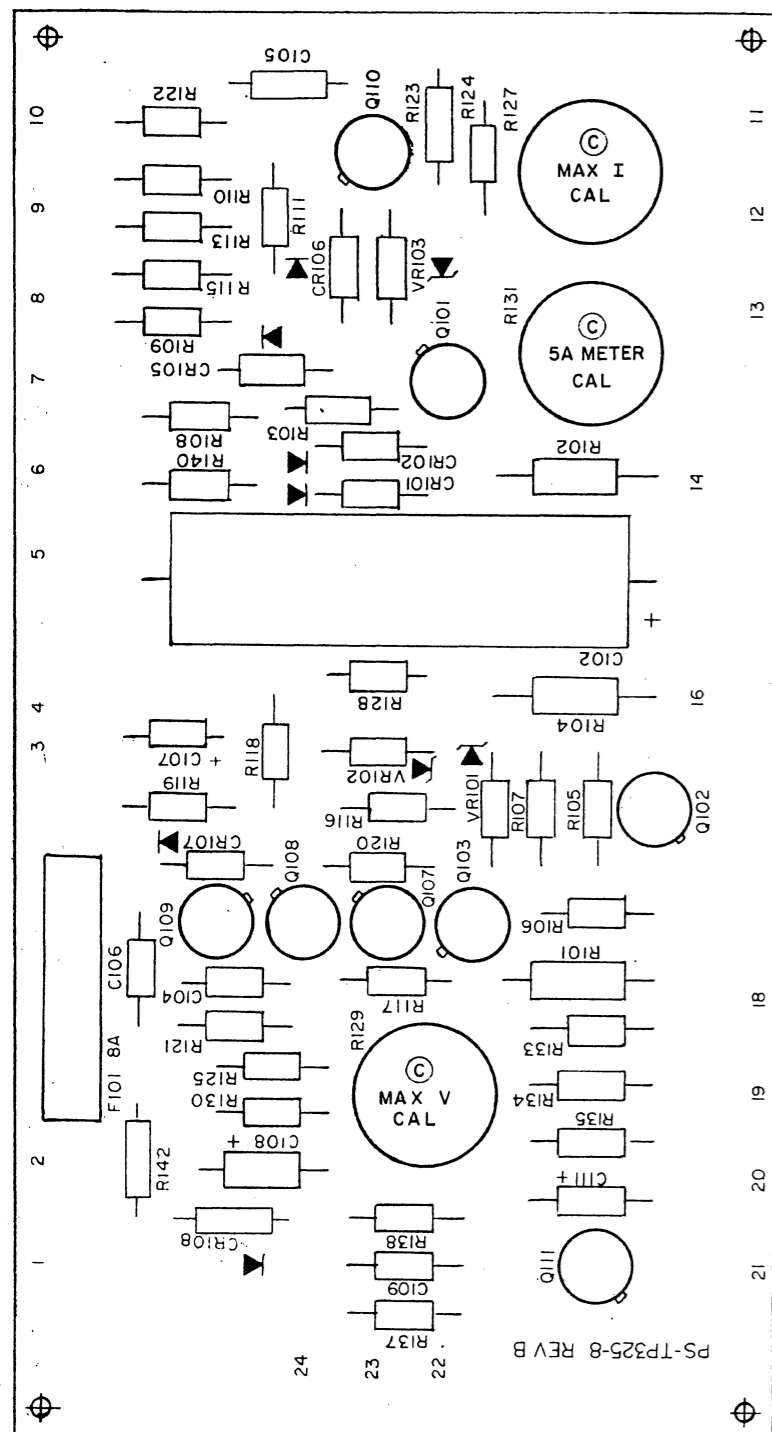 C105
R122
Q110
R123
R124
R127
10
11
C
MAX I
CAL
R110
R111
9
12
R113
CR106
VR103
R115
8
R131
13
Q101
R109
C
5A METER
CAL
CR105
7
R108
R103
R102
CR102
R140
6
CR101
14
5
+
C102
R128
4
16
R104
3
+ C107
R118
VR102
VR101
R119
R116
R107
R105
Q102
CR107
Q108
R120
Q103
Q109
Q107
R106
C106
R101
C104
R117
18
R121
R129
R133
F101 8A
C
MAX V
CAL
R125
R134
19
R130
R135
+ C108
2
R142
C111 +
20
CR108
R138
1
Q111
21
C109
R137
PS-TP325-8 REV B
24
23
22